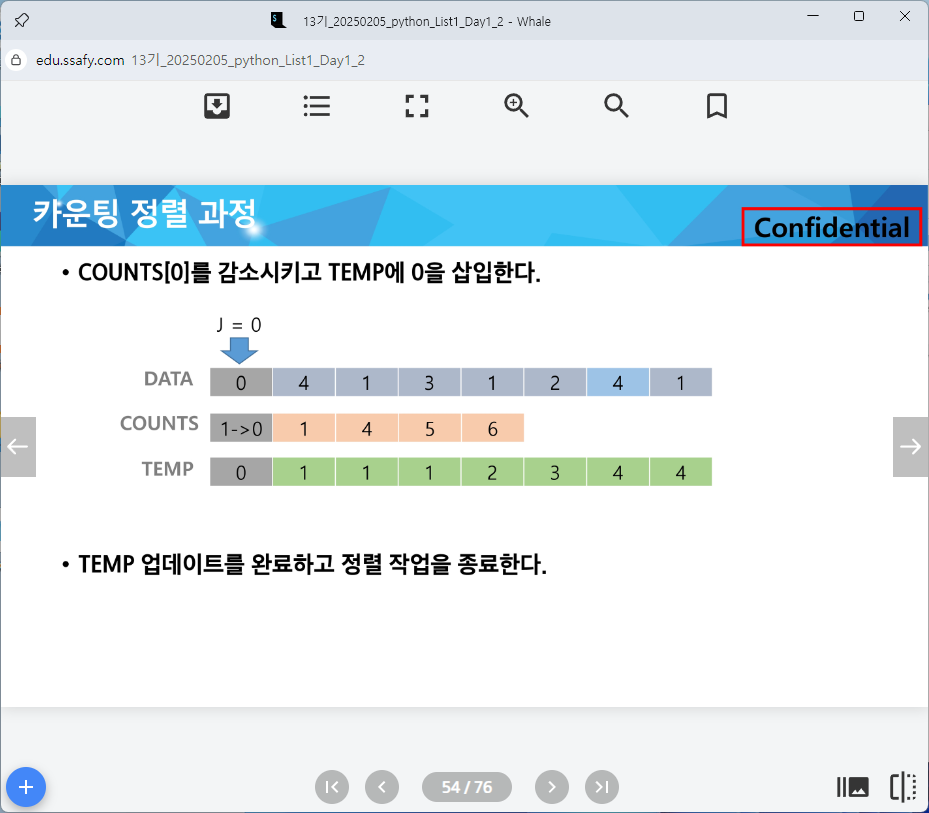 13기_20250205_python_List1_Day1_2 - Whale
edu.ssafy.com 13기_20250205_python_List1_Day1_2
캬운팅 정렬 과정
Confidential
• COUNTS[0]를 감소시키고 TEMP에 0을 삽입한다.
J = 0
DATA 0 4 1 3 1 2 4 1
COUNTS 1->0 1 4 5 6
TEMP 0 1 1 1 2 3 4 4
• TEMP 업데이트를 완료하고 정렬 작업을 종료한다.
54 / 76